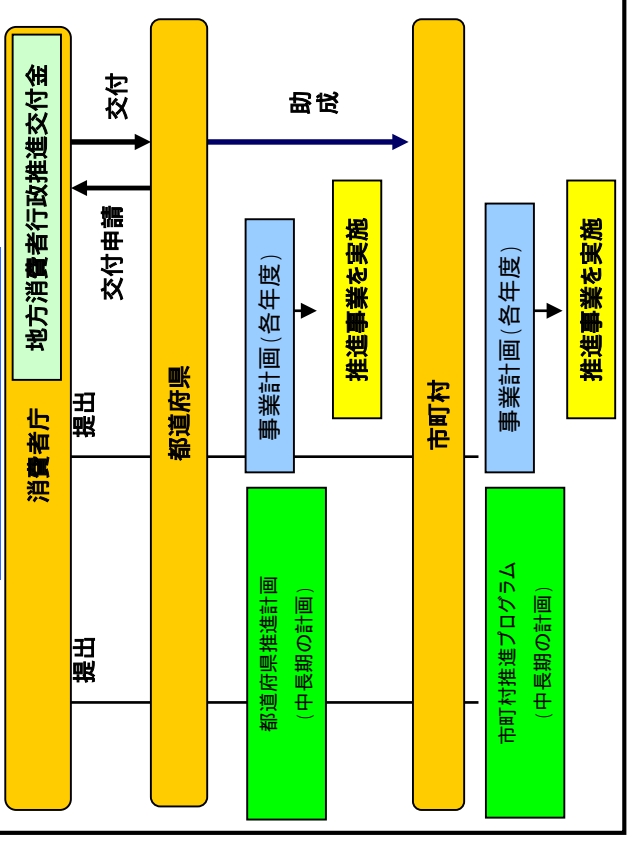 消費者庁
地方消費者行政推進交付金
提出
提出
交付申請
交付
都道府県
助
成
都道府県推進計画
（中長期の計画）
事業計画（各年度）
推進事業を実施
市町村
市町村推進プログラム
（中長期の計画）
事業計画（各年度）
推進事業を実施